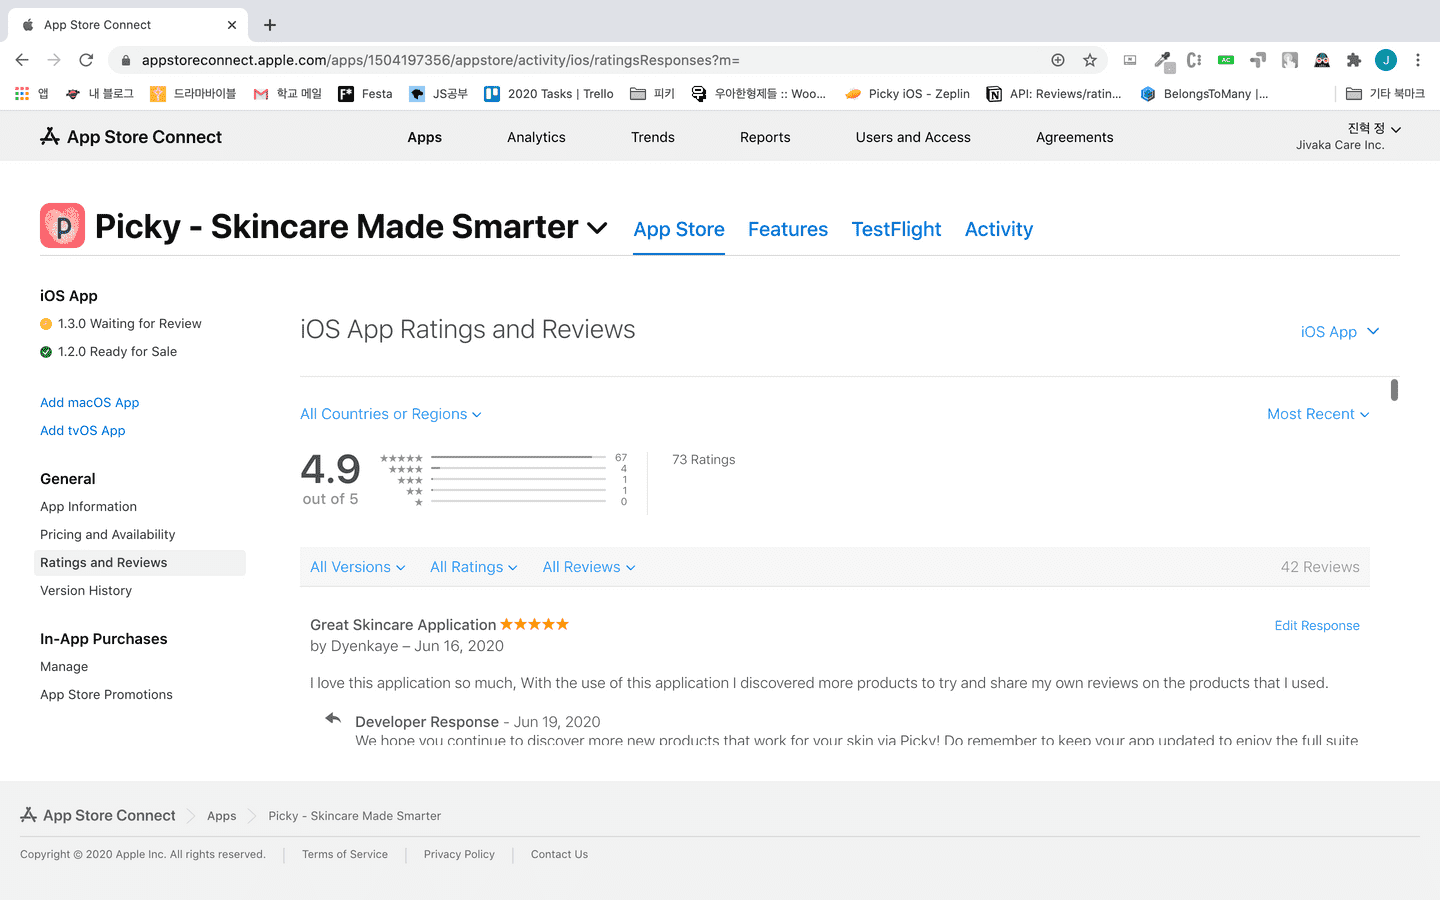 App Store Connect
appstoreconnect.apple.com/apps/1504197356/appstore/activity/ios/ratingsResponses?m=
AC
J
앱
내 블로그
드라마바이블
학교 메일
Festa
JS공부
2020 Tasks | Trello
피키
우아한형제들 :: Woo...
Picky iOS - Zeplin
API: Reviews/ratin...
BelongsToMany |...
기타 북마크
App Store Connect
Apps
Analytics
Trends
Reports
Users and Access
Agreements
진혁 정
Jivaka Care Inc.
Picky - Skincare Made Smarter
App Store
Features
TestFlight
Activity
iOS App
1.3.0 Waiting for Review
1.2.0 Ready for Sale
Add macOS App
Add tvOS App
General
App Information
Pricing and Availability
Ratings and Reviews
Version History
In-App Purchases
Manage
App Store Promotions
iOS App Ratings and Reviews
iOS App
All Countries or Regions
Most Recent
4.9
out of 5
67
4
1
1
0
73 Ratings
All Versions
All Ratings
All Reviews
42 Reviews
Great Skincare Application ★★★★★
Edit Response
by Dyenkaye – Jun 16, 2020
I love this application so much, With the use of this application I discovered more products to try and share my own reviews on the products that I used.
Developer Response - Jun 19, 2020
We hope you continue to discover more new products that work for your skin via Picky! Do remember to keep your app updated to enjoy the full suite
App Store Connect
Apps
Picky - Skincare Made Smarter
Copyright © 2020 Apple Inc. All rights reserved.
Terms of Service
Privacy Policy
Contact Us